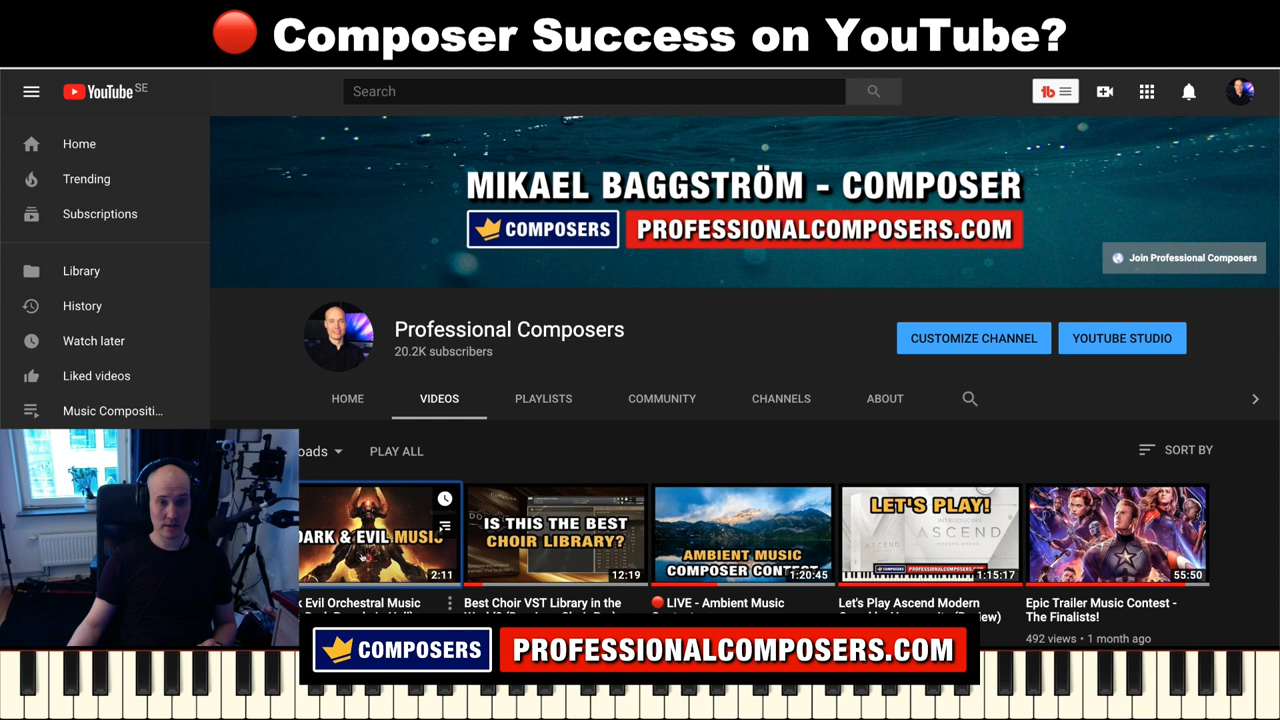 Composer Success on YouTube?
YouTube SE
Search
Home
Trending
Subscriptions
Library
History
Watch later
Liked videos
Music Compositi...
MIKAEL BAGGSTRÖM - COMPOSER
COMPOSERS
PROFESSIONALCOMPOSERS.COM
Join Professional Composers
Professional Composers
20.2K subscribers
CUSTOMIZE CHANNEL
YOUTUBE STUDIO
HOME
VIDEOS
PLAYLISTS
COMMUNITY
CHANNELS
ABOUT
oads
PLAY ALL
SORT BY
DARK & EVIL MUSIC
2:11
IS THIS THE BEST
CHOIR LIBRARY?
12:19
AMBIENT MUSIC
COMPOSER CONTEST
1:20:45
LET'S PLAY!
INTRODUCING
ASCEND
1:15:17
55:50
k Evil Orchestral Music
Best Choir VST Library in the
LIVE - Ambient Music
Let's Play Ascend Modern
Epic Trailer Music Contest -
The Finalists!
492 views • 1 month ago
COMPOSERS
PROFESSIONALCOMPOSERS.COM